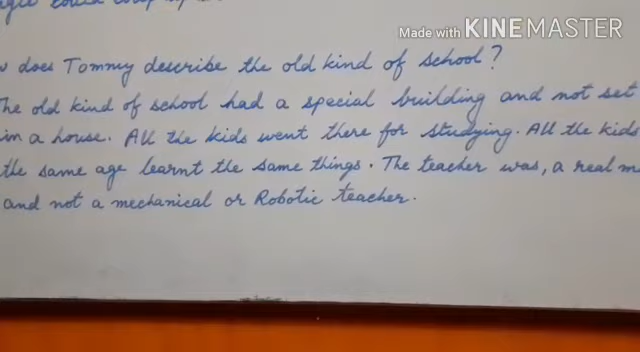 Made with KINEMASTER
does Tommy describe the old kind of school?
The old kind of school had a special building and not set
in a house. All the kids went there for studying. All the kids
the same age learnt the same things. The teacher was, a real
and not a mechanical or Robotic teacher.